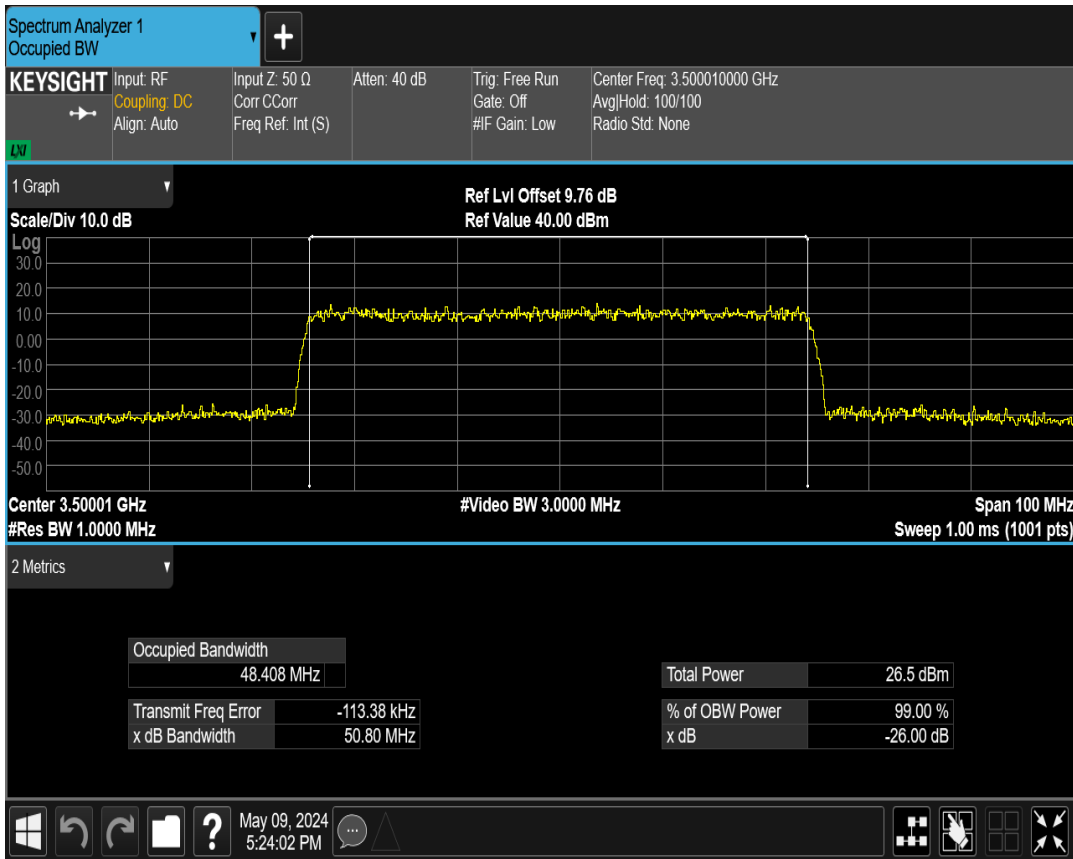 Spectrum Analyzer 1
Occupied BW
+
KEYSIGHT
LXI
Input: RF
Coupling: DC
Align: Auto
Input Z: 50 Ω
Corr CCorr
Freq Ref: Int (S)
Atten: 40 dB
Trig: Free Run
Gate: Off
#IF Gain: Low
Center Freq: 3.500010000 GHz
Avg|Hold: 100/100
Radio Std: None
1 Graph
Ref Lvl Offset 9.76 dB
Scale/Div 10.0 dB
Ref Value 40.00 dBm
Log
30.0
20.0
10.0
0.00
-10.0
-20.0
-30.0
-40.0
-50.0
Center 3.50001 GHz
#Video BW 3.0000 MHz
Span 100 MHz
#Res BW 1.0000 MHz
Sweep 1.00 ms (1001 pts)
2 Metrics
Occupied Bandwidth
48.408 MHz
Total Power 26.5 dBm
Transmit Freq Error -113.38 kHz
% of OBW Power 99.00 %
x dB Bandwidth 50.80 MHz
x dB -26.00 dB
?
May 09, 2024
5:24:02 PM